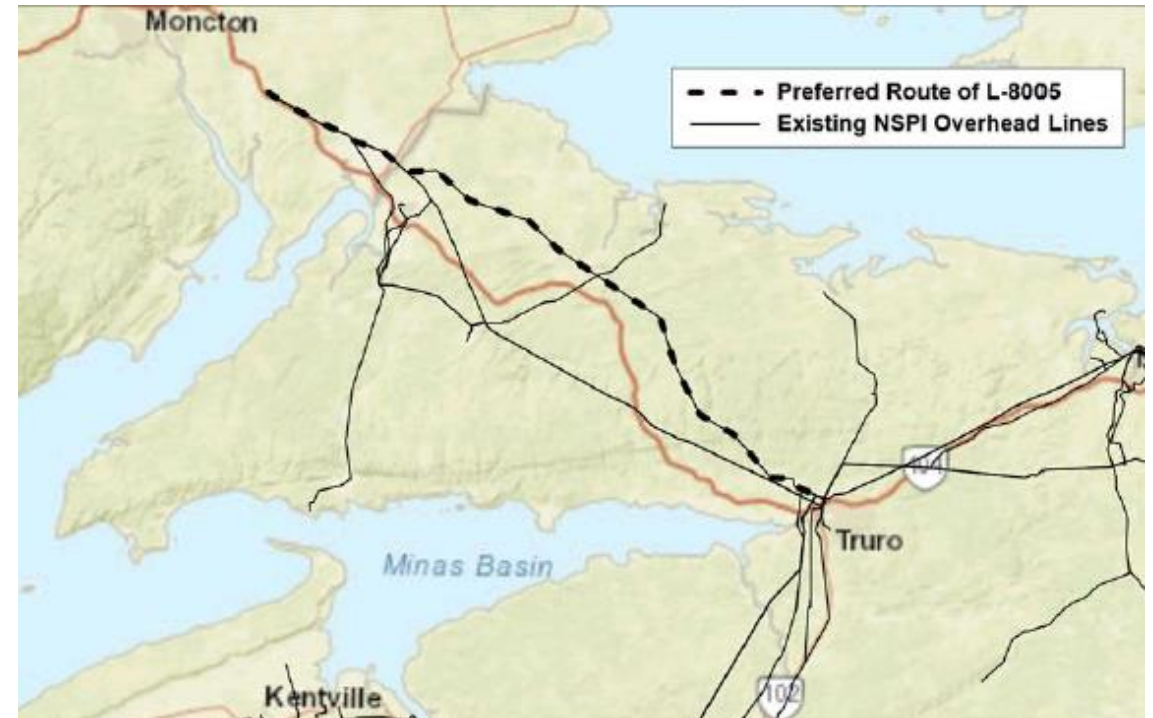 Moncton
Preferred Route of L-8005
Existing NSPI Overhead Lines
104
Truro
Minas Basin
Kentville
102